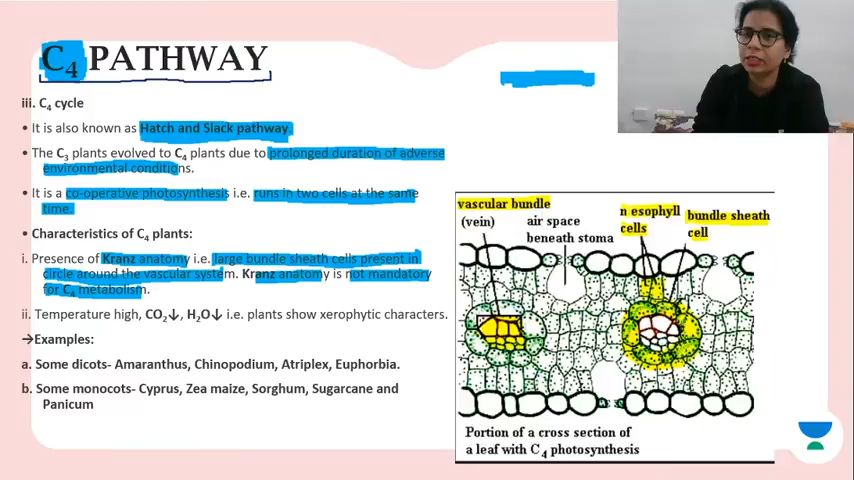 C4 PATHWAY
iii. C4 cycle
• It is also known as Hatch and Slack pathway.
• The C3 plants evolved to C4 plants due to prolonged duration of adverse
environmental conditions.
• It is a co-operative photosynthesis i.e. runs in two cells at the same
time.
• Characteristics of C4 plants:
i. Presence of Kranz anatomy i.e. large bundle sheath cells present in
circle around the vascular system. Kranz anatomy is not mandatory
for C4 metabolism.
ii. Temperature high, CO2↓, H2O↓ i.e. plants show xerophytic characters.
→Examples:
a. Some dicots- Amaranthus, Chinopodium, Atriplex, Euphorbia.
b. Some monocots- Cyprus, Zea maize, Sorghum, Sugarcane and
Panicum
vascular bundle
(vein)
air space
beneath stoma
n esophyll
cells
bundle sheath
cell
Portion of a cross section of
a leaf with C4 photosynthesis